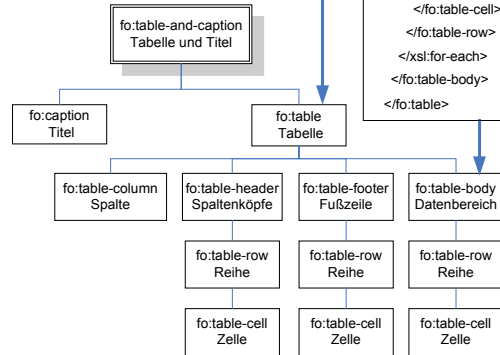 </fo:table-cell>
</fo:table-row>
</xsl:for-each>
</fo:table-body>
</fo:table>
fo:table-and-caption
Tabelle und Titel
fo:caption
Titel
fo:table
Tabelle
fo:table-column
Spalte
fo:table-header
Spaltenköpfe
fo:table-footer
Fußzeile
fo:table-body
Datenbereich
fo:table-row
Reihe
fo:table-row
Reihe
fo:table-row
Reihe
fo:table-cell
Zelle
fo:table-cell
Zelle
fo:table-cell
Zelle